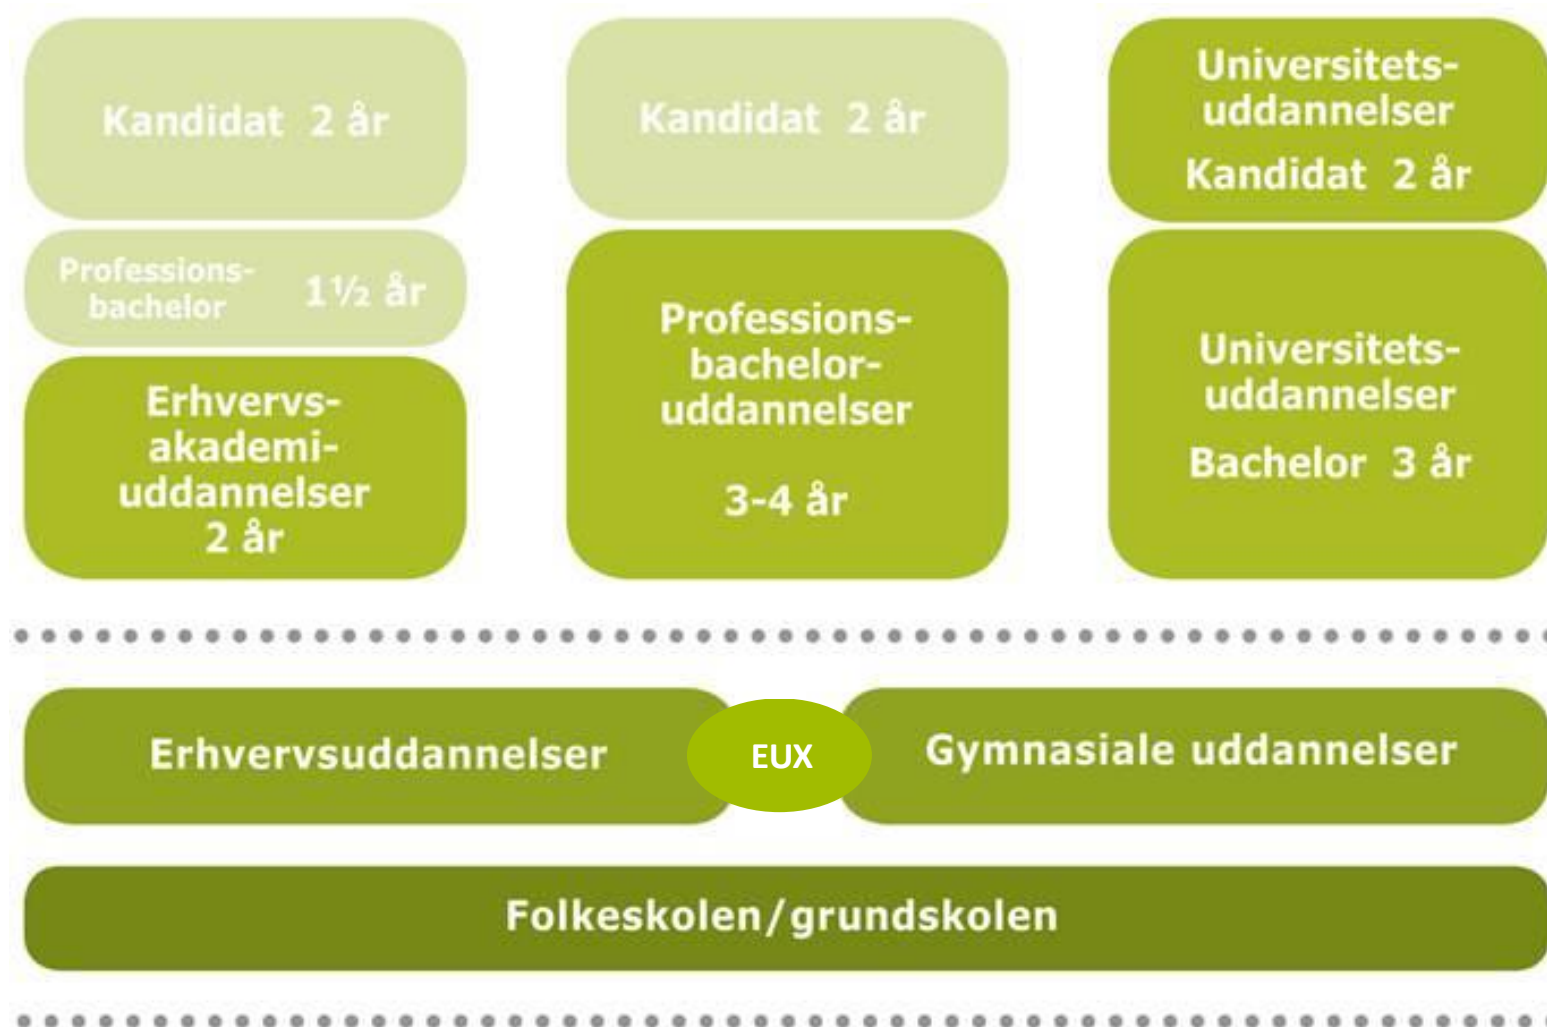 Kandidat 2 år
Professions-
bachelor
1½ år
Erhvervs-
akademi-
uddannelser
2 år
Kandidat 2 år
Professions-
bachelor-
uddannelser
3-4 år
Universitets-
uddannelser
Kandidat 2 år
Universitets-
uddannelser
Bachelor 3 år
Erhvervsuddannelser
EUX
Gymnasiale uddannelser
Folkeskolen/grundskolen